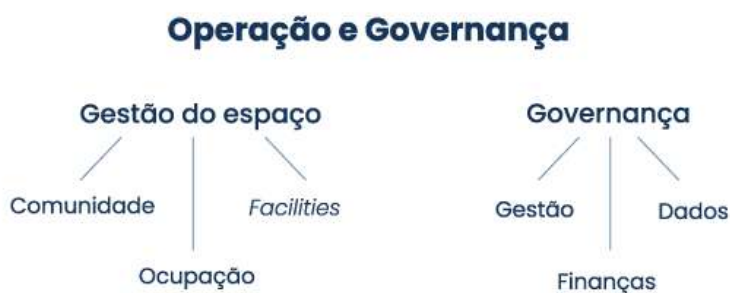 Operação e Governança
Gestão do espaço
Governança
Comunidade
Facilities
Gestão
Dados
Ocupação
Finanças